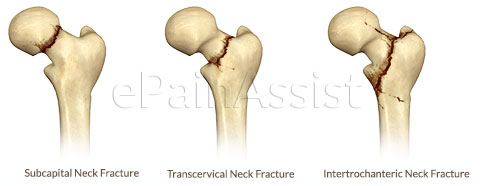 ePainAssist
Subcapital Neck Fracture
Transcervical Neck Fracture
Intertrochanteric Neck Fracture